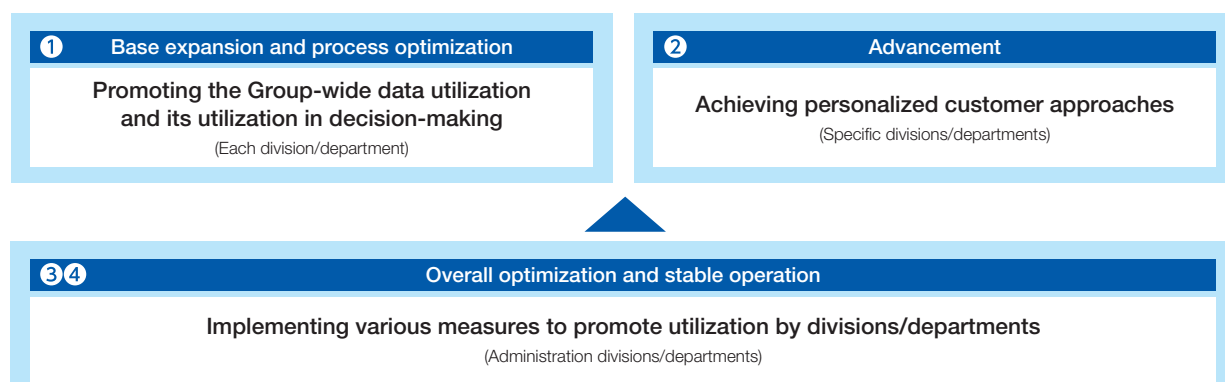 ❶ Base expansion and process optimization
Promoting the Group-wide data utilization
and its utilization in decision-making
(Each division/department)
❷ Advancement
Achieving personalized customer approaches
(Specific divisions/departments)
❸❹ Overall optimization and stable operation
Implementing various measures to promote utilization by divisions/departments
(Administration divisions/departments)